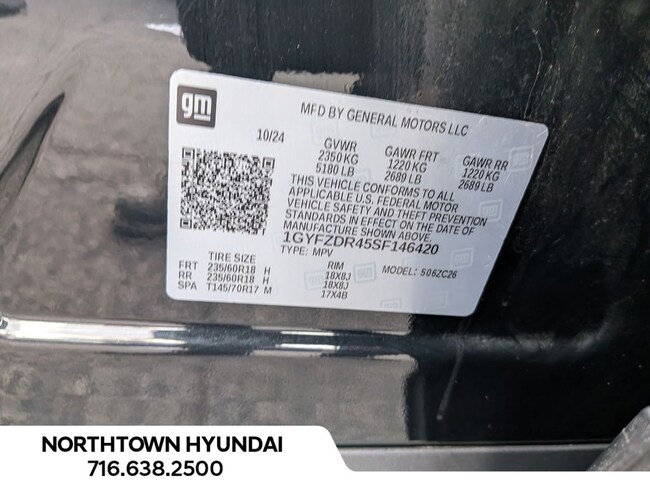 gm
MFD BY GENERAL MOTORS LLC
10/24
GVWR GAWR FRT GAWR RR
2350 KG 1220 KG 1220 KG
5180 LB 2689 LB 2689 LB
THIS VEHICLE CONFORMS TO ALL
APPLICABLE U.S. FEDERAL MOTOR
VEHICLE SAFETY AND THEFT PREVENTION
STANDARDS IN EFFECT ON THE DATE OF
MANUFACTURE SHOWN ABOVE.
1GYFZDR45SF146420
TYPE: MPV MODEL: 506ZC26
TIRE SIZE RIM
FRT 235/60R18 H 18X8J
RR 235/60R18 H 18X8J
SPA T145/70R17 M 17X4B
NORTHTOWN HYUNDAI
716.638.2500